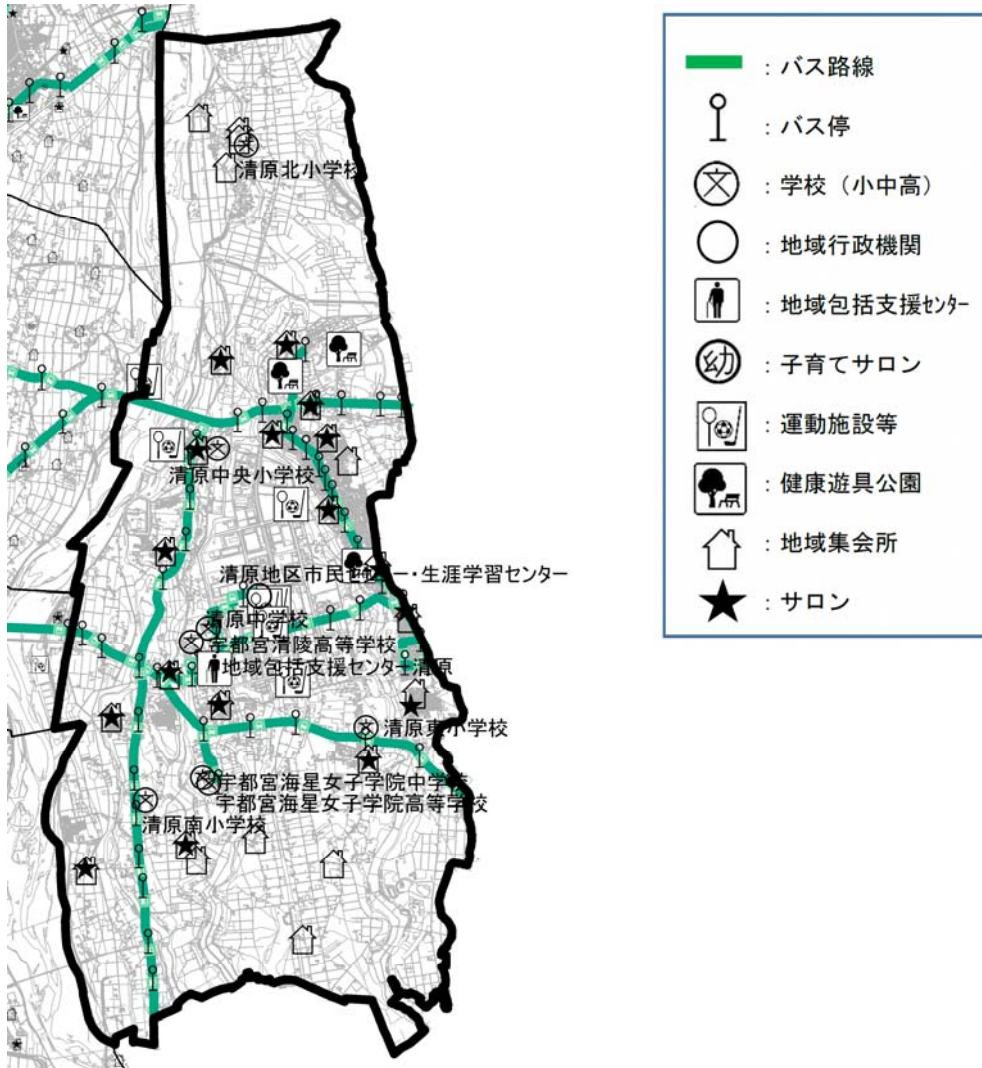 清原北小学校
清原中央小学校
清原地区市民センター・生涯学習センター
清原中学校
宇都宮清陵高等学校
地域包括支援センター清原
清原東小学校
宇都宮海星女子学院中学校
宇都宮海星女子学院高等学校
清原南小学校
：バス路線
：バス停
文：学校（小中高）
：地域行政機関
：地域包括支援センター
幼：子育てサロン
：運動施設等
：健康遊具公園
：地域集会所
：サロン